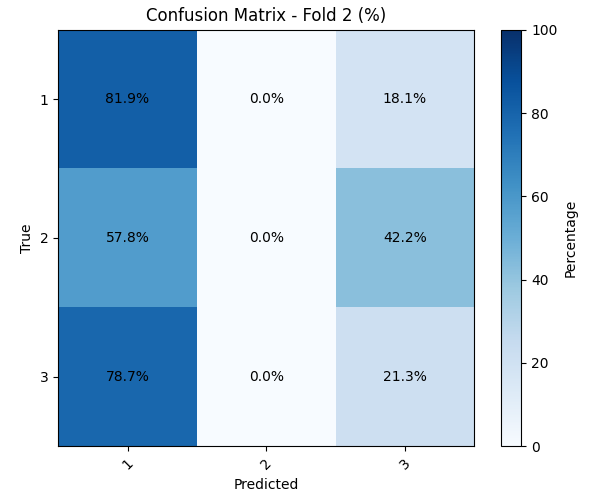 Confusion Matrix - Fold 2 (%)
1 81.9% 0.0% 18.1%
2 57.8% 0.0% 42.2%
3 78.7% 0.0% 21.3%
True
1 2 3
Predicted
100
80
60
40
20
0
Percentage